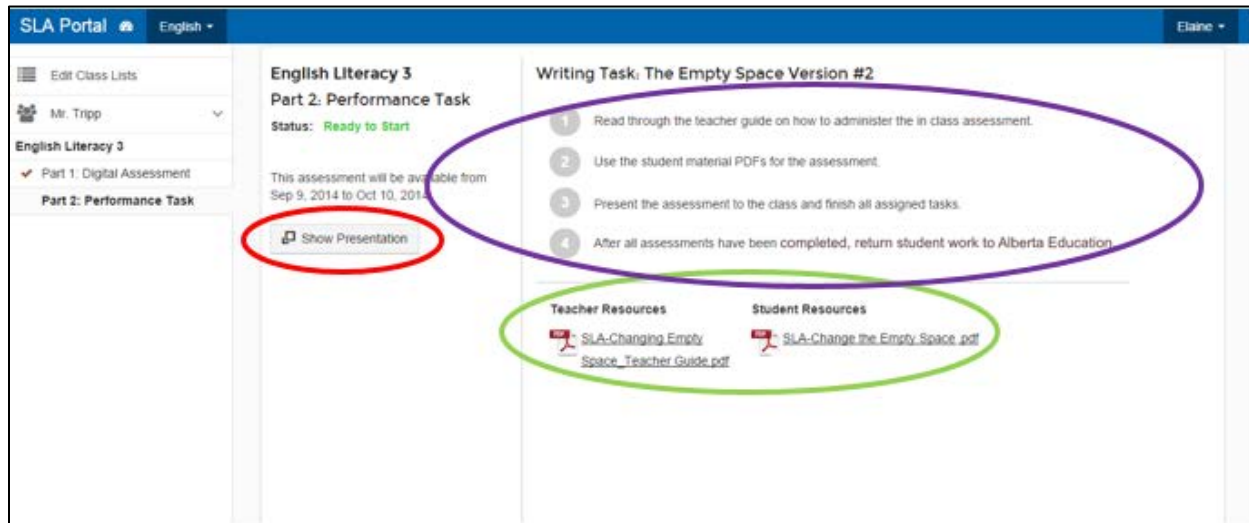 SLA Portal English Elaine
Edit Class Lists
Mr. Tripp
English Literacy 3
Part 1: Digital Assessment
Part 2: Performance Task
English Literacy 3
Part 2: Performance Task
Status: Ready to Start
This assessment will be available from
Sep 9, 2014 to Oct 10, 2014
Show Presentation
Writing Task: The Empty Space Version #2
1 Read through the teacher guide on how to administer the in class assessment.
2 Use the student material PDFs for the assessment.
3 Present the assessment to the class and finish all assigned tasks.
4 After all assessments have been completed, return student work to Alberta Education
Teacher Resources
PDF SLA-Changing Empty
Space_Teacher Guide.pdf
Student Resources
PDF SLA-Change the Empty Space .pdf